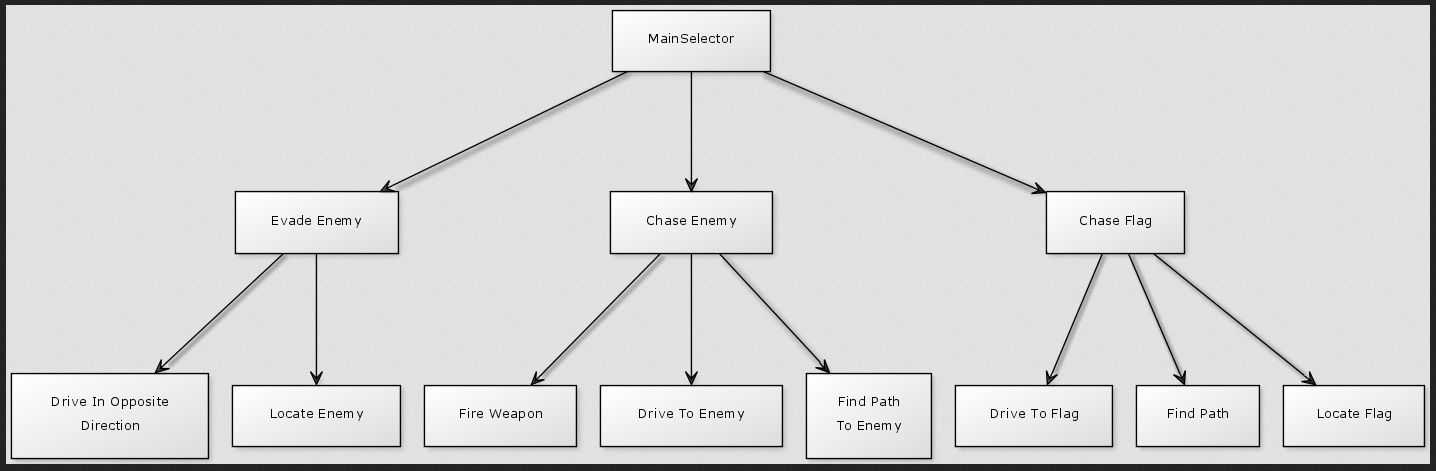 MainSelector
Evade Enemy
Chase Enemy
Chase Flag
Drive In Opposite
Direction
Locate Enemy
Fire Weapon
Drive To Enemy
Find Path
To Enemy
Drive To Flag
Find Path
Locate Flag